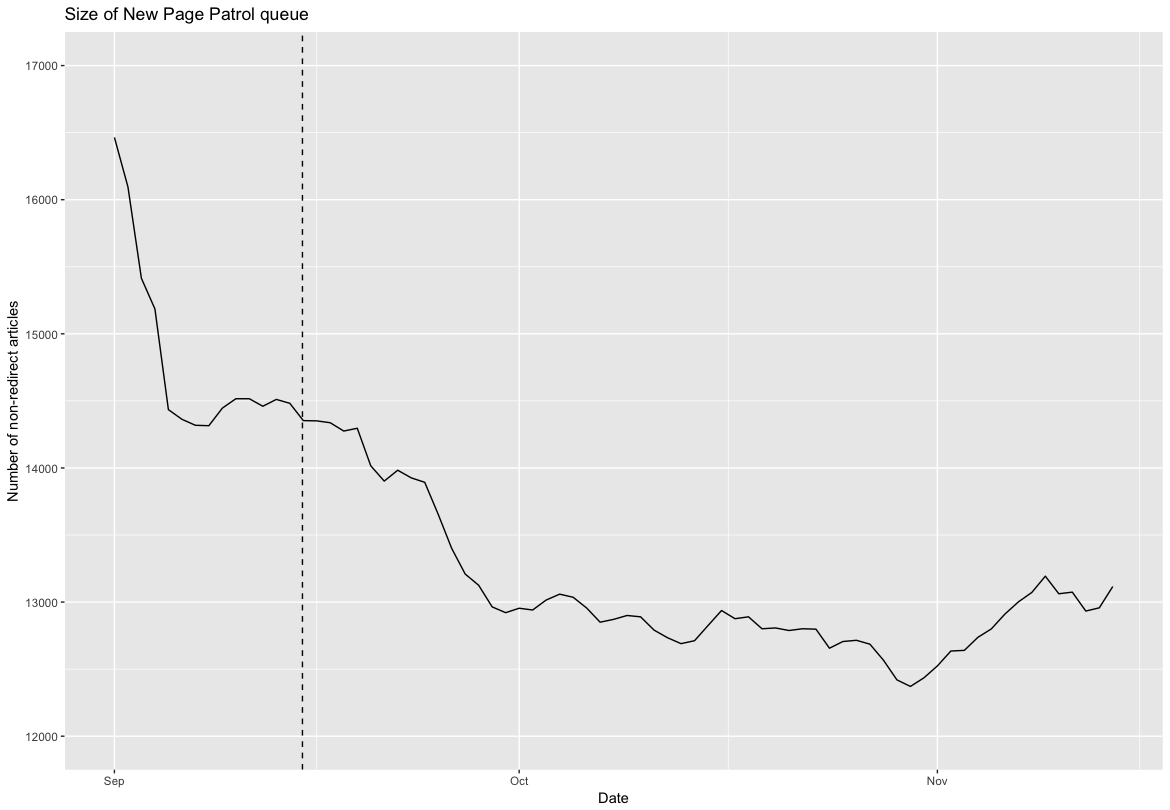 Size of New Page Patrol queue
17000
16000
15000
14000
13000
12000
Number of non-redirect articles
Sep
Oct
Nov
Date